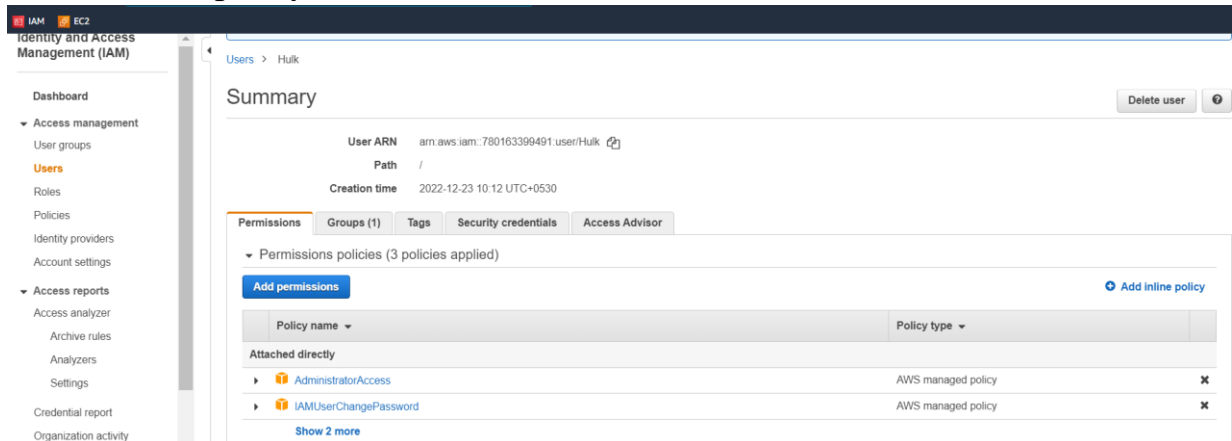 IAM EC2
Identity and Access
Management (IAM)
Dashboard
Access management
User groups
Users
Roles
Policies
Identity providers
Account settings
Access reports
Access analyzer
Archive rules
Analyzers
Settings
Credential report
Organization activity
Users > Hulk
Summary
Delete user
User ARN arn:aws:iam::780163399491:user/Hulk
Path /
Creation time 2022-12-23 10:12 UTC+0530
Permissions Groups (1) Tags Security credentials Access Advisor
Permissions policies (3 policies applied)
Add permissions Add inline policy
Policy name Policy type
Attached directly
AdministratorAccess AWS managed policy
IAMUserChangePassword AWS managed policy
Show 2 more